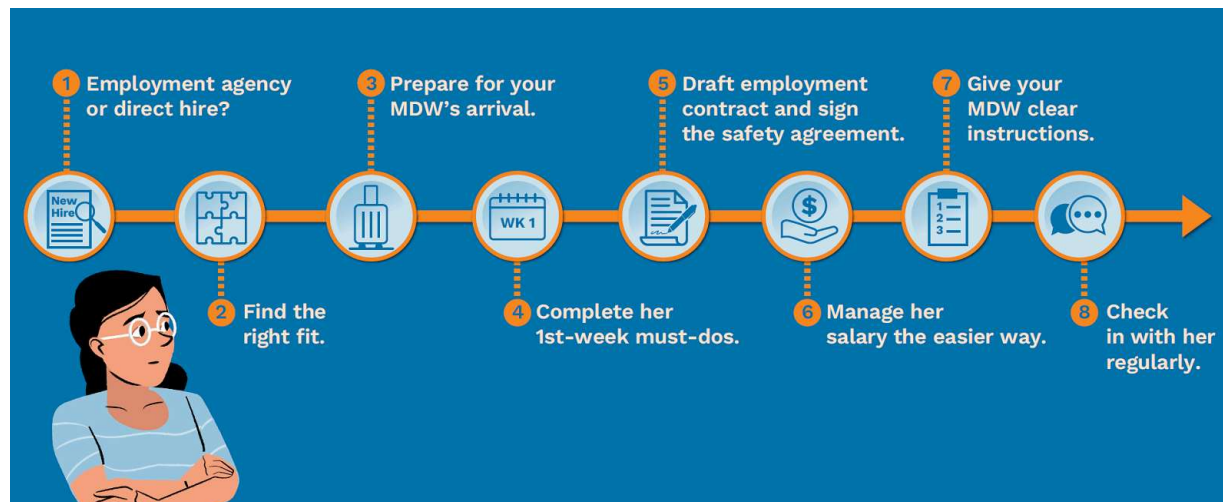 1 Employment agency
or direct hire?
New
Hire
2 Find the
right fit.
3 Prepare for your
MDW's arrival.
WK 1
4 Complete her
1st-week must-dos.
5 Draft employment
contract and sign
the safety agreement.
$
6 Manage her
salary the easier way.
7 Give your
MDW clear
instructions.
1
2
3
8 Check
in with her
regularly.